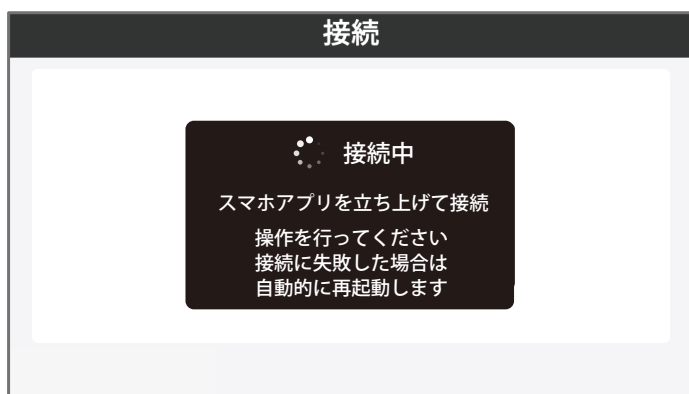 接続
接続中
スマホアプリを立ち上げて接続
操作を行ってください
接続に失敗した場合は
自動的に再起動します